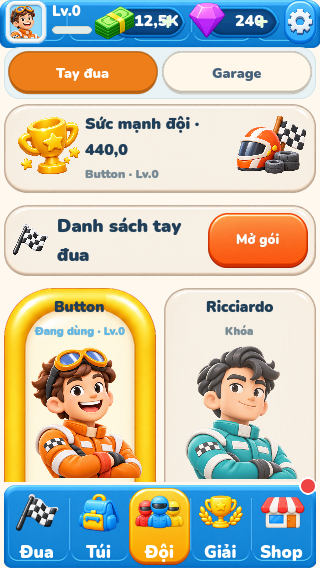 Lv.0
12,5K
240
Tay đua
Garage
Sức mạnh đội ·
440,0
Button · Lv.0
Danh sách tay
đua
Mở gói
Button
Đang dùng · Lv.0
Ricciardo
Khóa
Đua
Túi
Đội
Giải
Shop